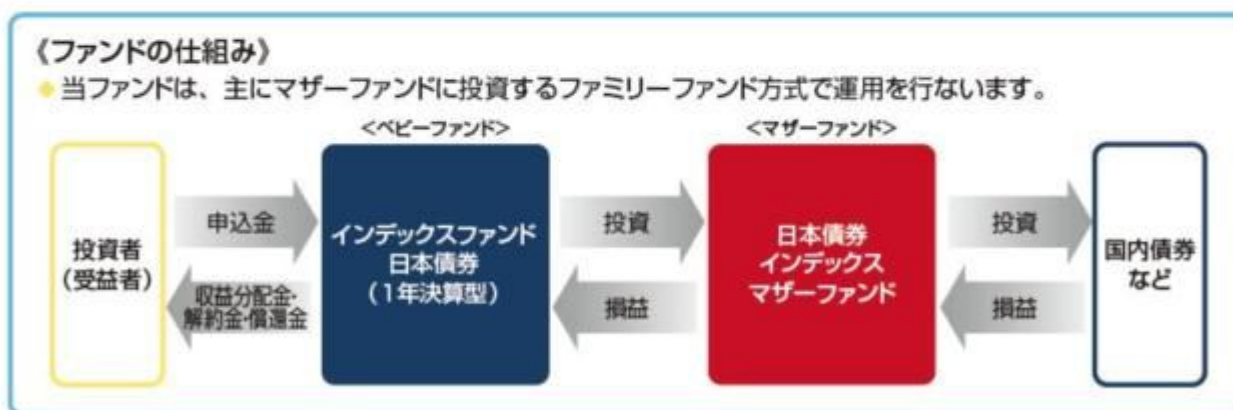 《ファンドの仕組み》
● 当ファンドは、主にマザーファンドに投資するファミリーファンド方式で運用を行ないます。
<ベビーファンド>
<マザーファンド>
投資者
(受益者)
申込金
収益分配金・
解約金・償還金
インデックスファンド
日本債券
(1年決算型)
投資
損益
日本債券
インデックス
マザーファンド
投資
損益
国内債券
など